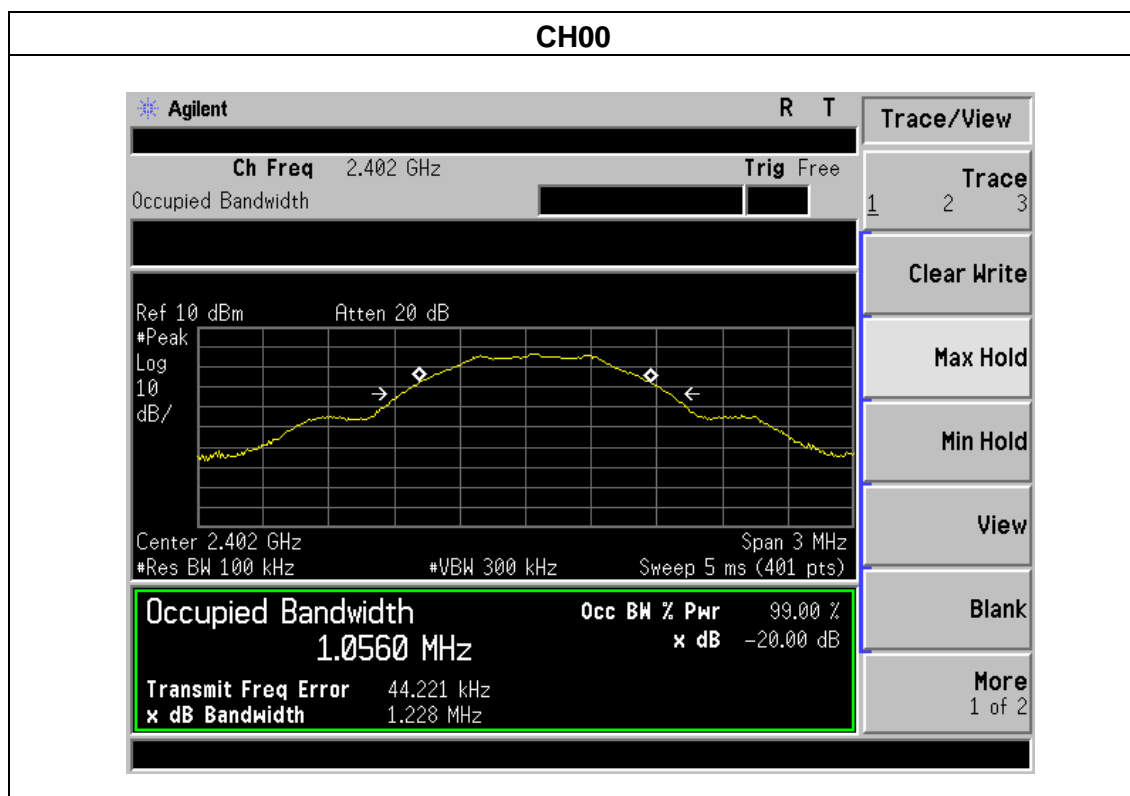 CH00
Agilent R T
Ch Freq 2.402 GHz Trig Free
Occupied Bandwidth
Ref 10 dBm Atten 20 dB
#Peak
Log
10
dB/
Center 2.402 GHz Span 3 MHz
#Res BW 100 kHz #VBW 300 kHz Sweep 5 ms (401 pts)
Occupied Bandwidth Occ BW % Pwr 99.00 %
1.0560 MHz x dB -20.00 dB
Transmit Freq Error 44.221 kHz
x dB Bandwidth 1.228 MHz
Trace/View
Trace
1 2 3
Clear Write
Max Hold
Min Hold
View
Blank
More
1 of 2